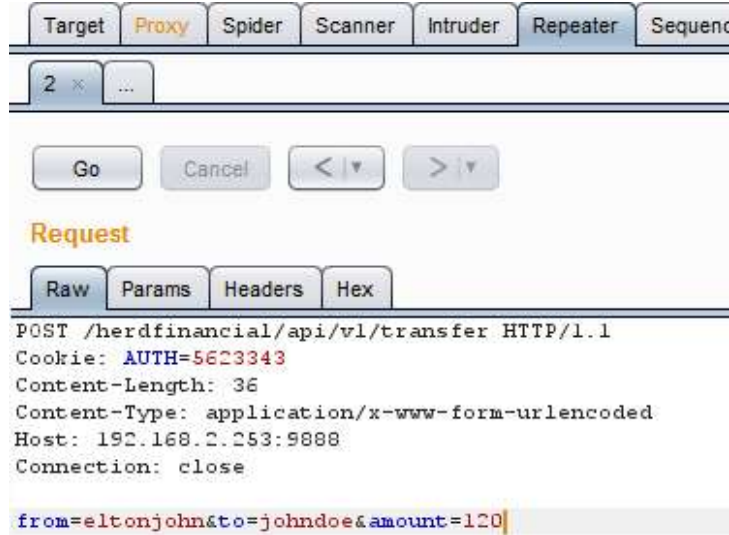 Target Proxy Spider Scanner Intruder Repeater Sequenc
2 × ...
Go Cancel < >
Request
Raw Params Headers Hex
POST /herdfinancial/api/v1/transfer HTTP/1.1
Cookie: AUTH=5623343
Content-Length: 36
Content-Type: application/x-www-form-urlencoded
Host: 192.168.2.253:9888
Connection: close
from=eltonjohn&to=johndoe&amount=120